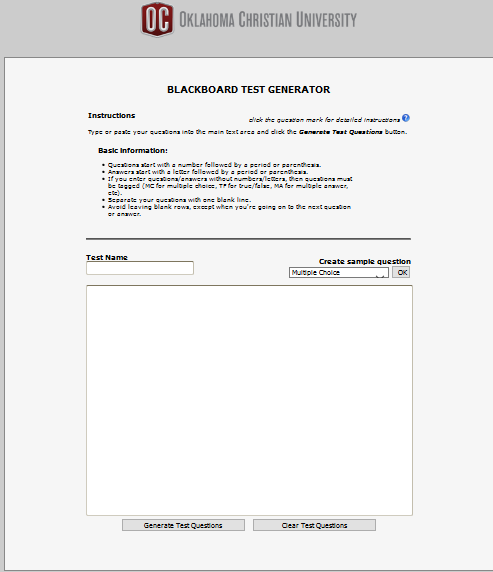 OC OKLAHOMA CHRISTIAN UNIVERSITY
BLACKBOARD TEST GENERATOR
Instructions
click the question mark for detailed instructions ?
Type or paste your questions into the main text area and click the Generate Test Questions button.
Basic information:
• Questions start with a number followed by a period or parenthesis.
• Answers start with a letter followed by a period or parenthesis.
• If you enter questions/answers without numbers/letters, then questions must
be tagged (MC for multiple choice, TF for true/false, MA for multiple answer,
etc).
• Separate your questions with one blank line.
• Avoid leaving blank rows, except when you're going on to the next question
or answer.
Test Name
Create sample question
Multiple Choice OK
Generate Test Questions Clear Test Questions